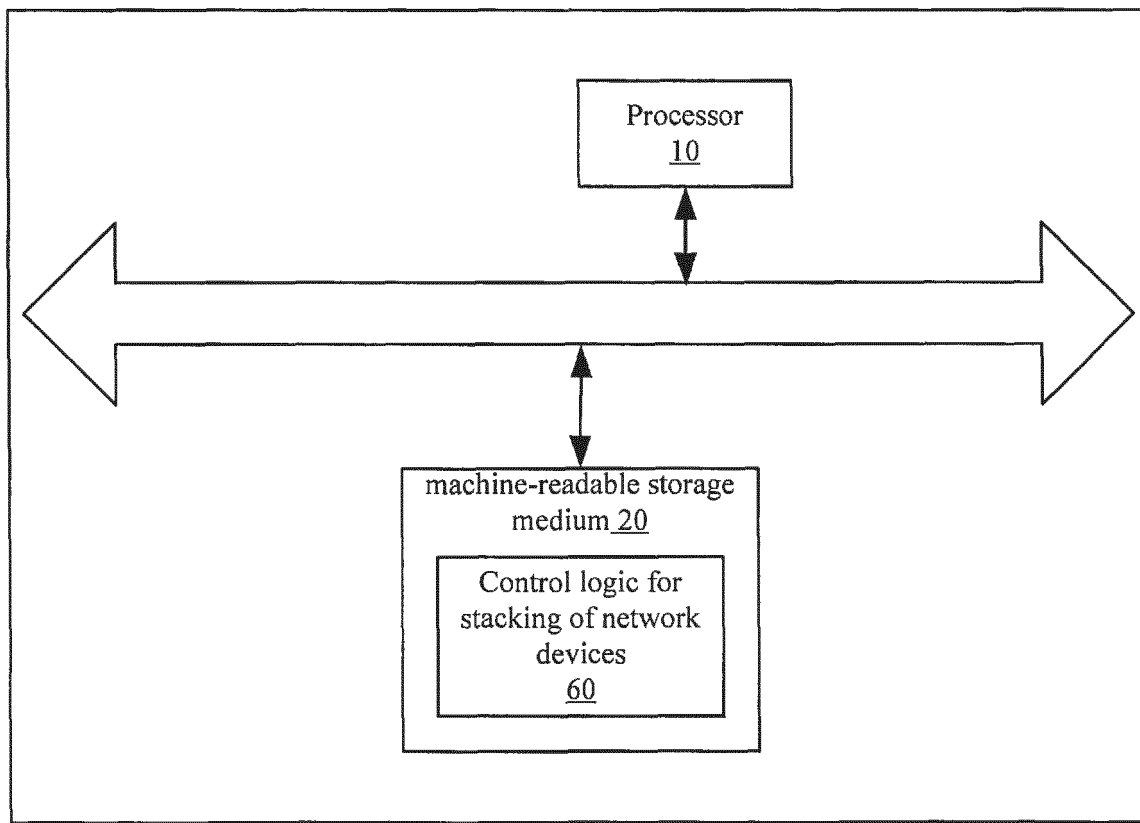 Processor
10
machine-readable storage
medium 20
Control logic for
stacking of network
devices
60